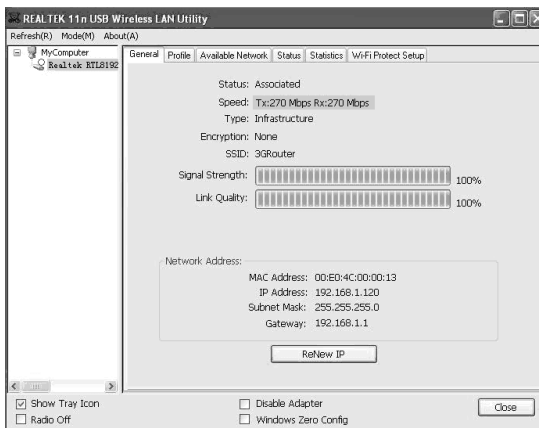 REALTEK 11n USB Wireless LAN Utility
Refresh(R) Mode(M) About(A)
MyComputer
Realtek RTL8192
General Profile Available Network Status Statistics Wi-Fi Protect Setup
Status: Associated
Speed: Tx:270 Mbps Rx:270 Mbps
Type: Infrastructure
Encryption: None
SSID: 3GRouter
Signal Strength: 100%
Link Quality: 100%
Network Address:
MAC Address: 00:E0:4C:00:00:13
IP Address: 192.168.1.120
Subnet Mask: 255.255.255.0
Gateway: 192.168.1.1
ReNew IP
Show Tray Icon
Radio Off
Disable Adapter
Windows Zero Config
Close